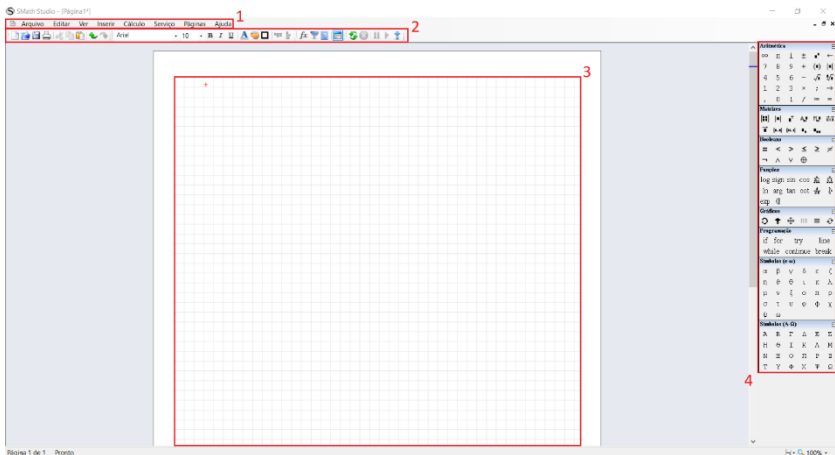 SMath Studio - [Página1*]
Arquivo Editar Ver Inserir Cálculo Serviço Páginas Ajuda
1
Arial 10 B I U fx
2
3
Aritmética
∞ π i ±
7 8 9 +
4 5 6 −
1 2 3 × ; →
, 0 1 / = =
Matrizes
Booleano
= < > ≤ ≥ ≠
¬ ∧ ∨ ⊕
Funções
log sign sin cos
ln arg tan cot
exp
Gráficos
Programação
if for try line
while continue break
Símbolos (α-ω)
α β γ δ ε ζ
η θ ι κ λ
μ ν ξ ο π ρ
σ τ υ φ χ
ψ ω
Símbolos (Α-Ω)
Α Β Γ Δ Ε Ζ
Η Θ Ι Κ Λ Μ
Ν Ξ Ο Π Ρ Σ
Τ Υ Φ Χ Ψ Ω
4
Página 1 de 1 Pronto 100%